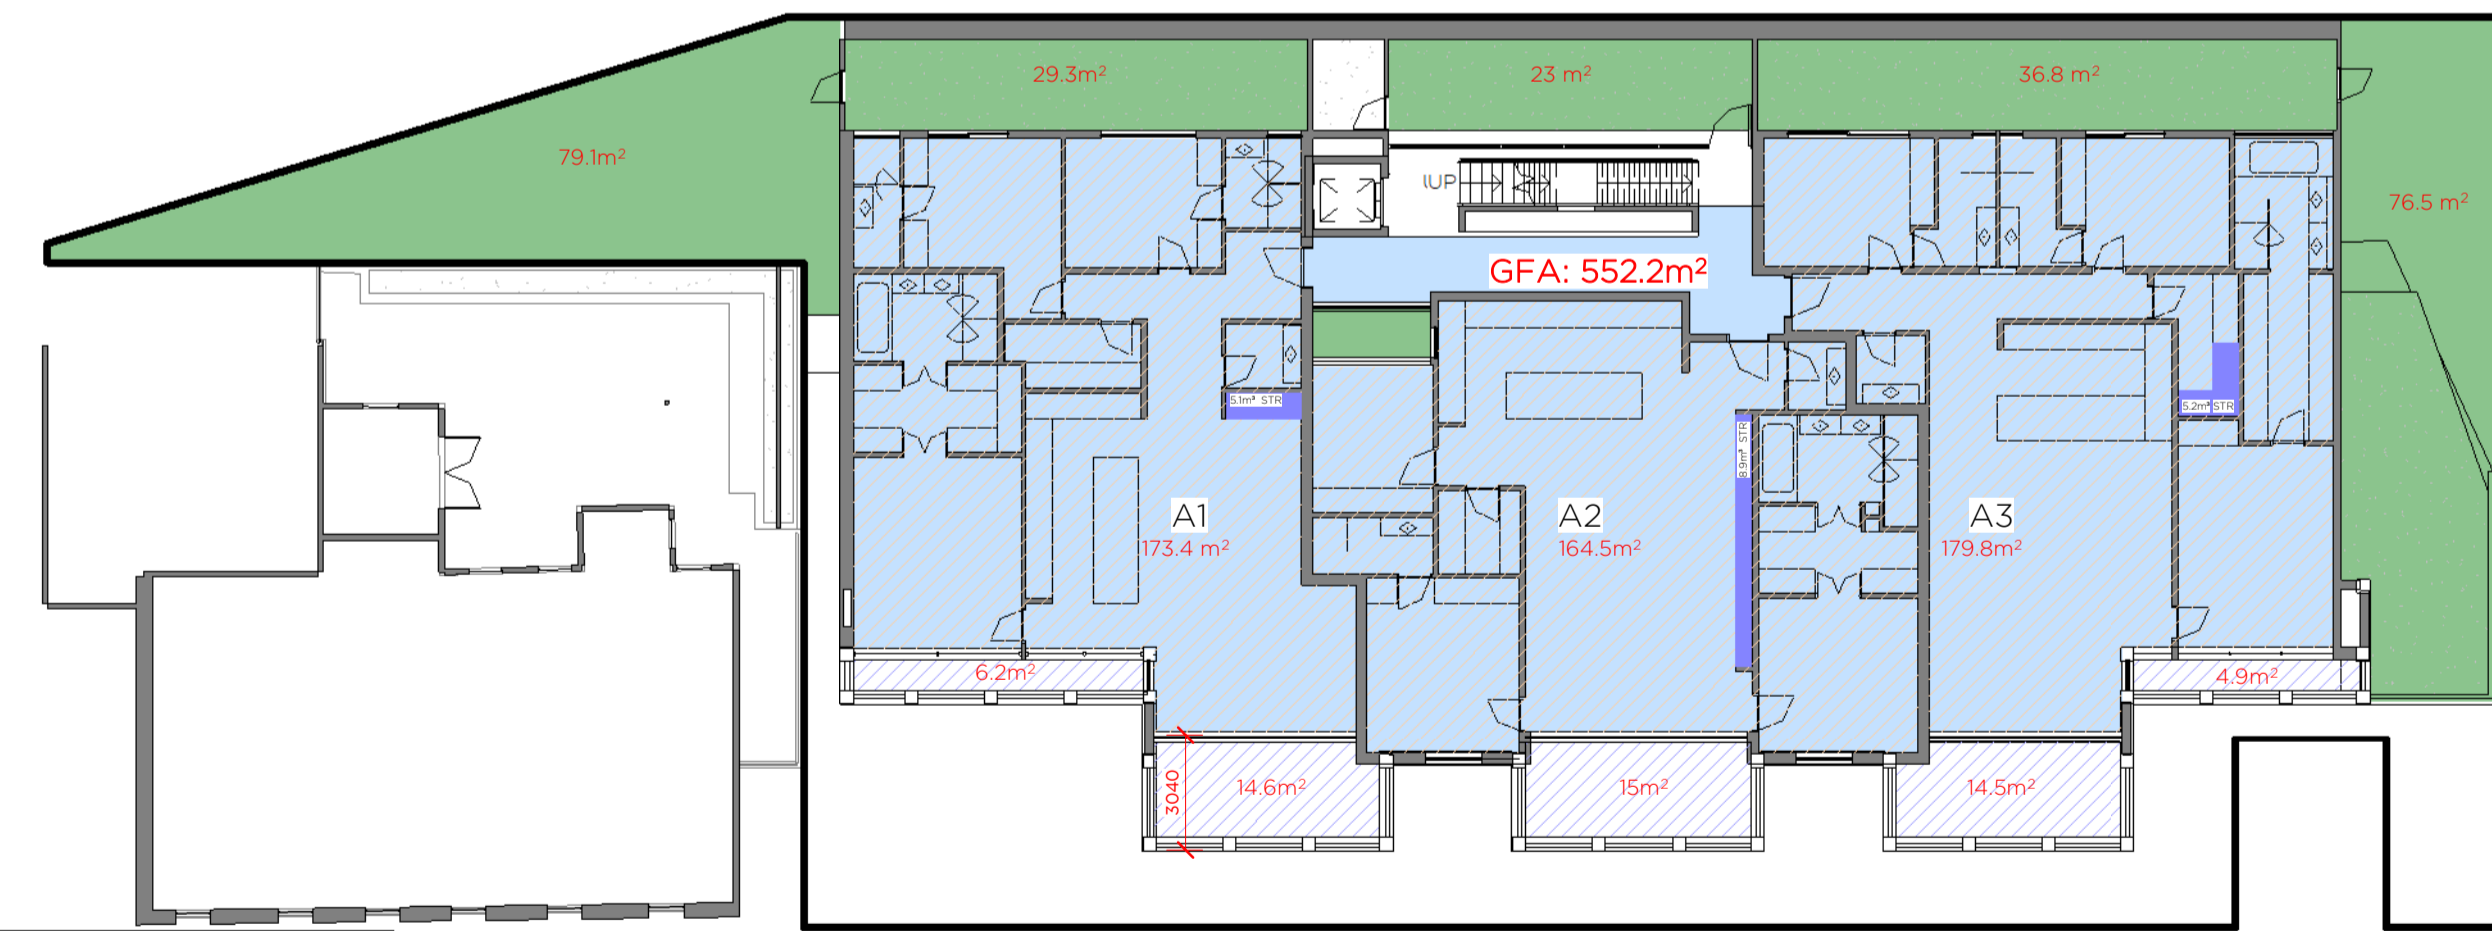 29.3m²
23 m²
36.8 m²
79.1m²
UP
76.5 m²
GFA: 552.2m²
5.1m³ STR
5.2m³ STR
8.9m³ STR
A1
173.4 m²
A2
164.5m²
A3
179.8m²
6.2m²
4.9m²
3040
14.6m²
15m²
14.5m²